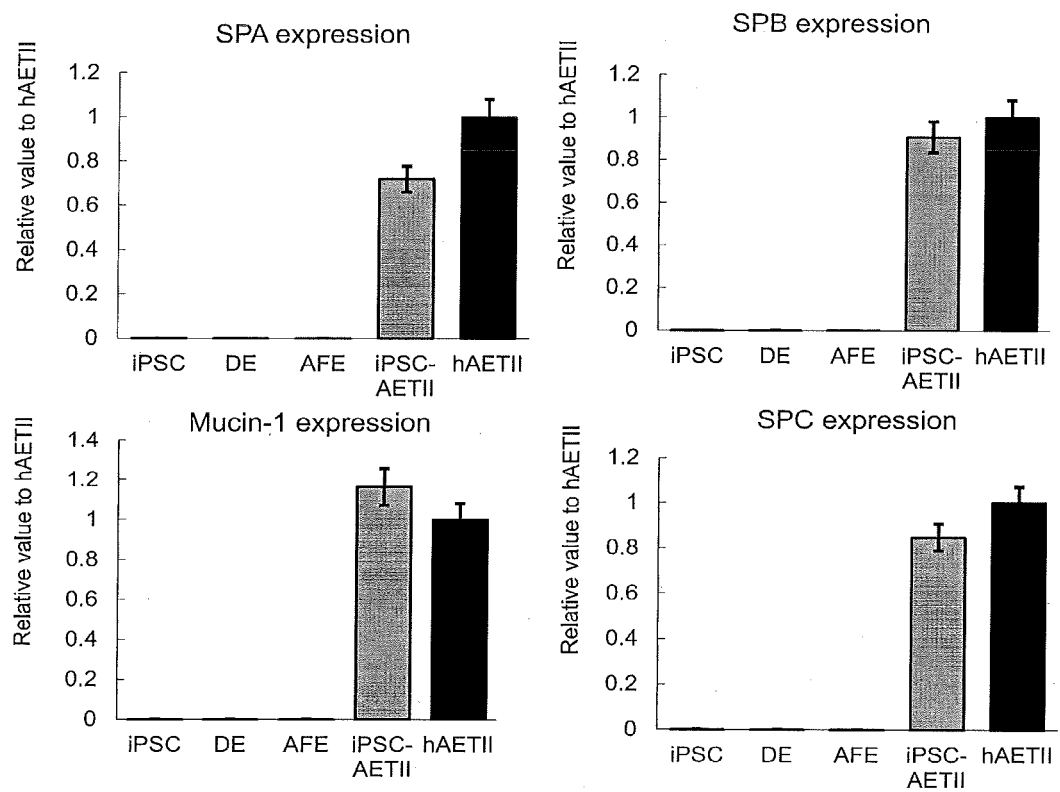 SPA expression
Relative value to hAETII
1.2
1
0.8
0.6
0.4
0.2
0
iPSC DE AFE iPSC-AETII hAETII
SPB expression
Relative value to hAETII
1.2
1
0.8
0.6
0.4
0.2
0
iPSC DE AFE iPSC-AETII hAETII
Mucin-1 expression
Relative value to hAETII
1.4
1.2
1
0.8
0.6
0.4
0.2
0
iPSC DE AFE iPSC-AETII hAETII
SPC expression
Relative value to hAETII
1.2
1
0.8
0.6
0.4
0.2
0
iPSC DE AFE iPSC-AETII hAETII